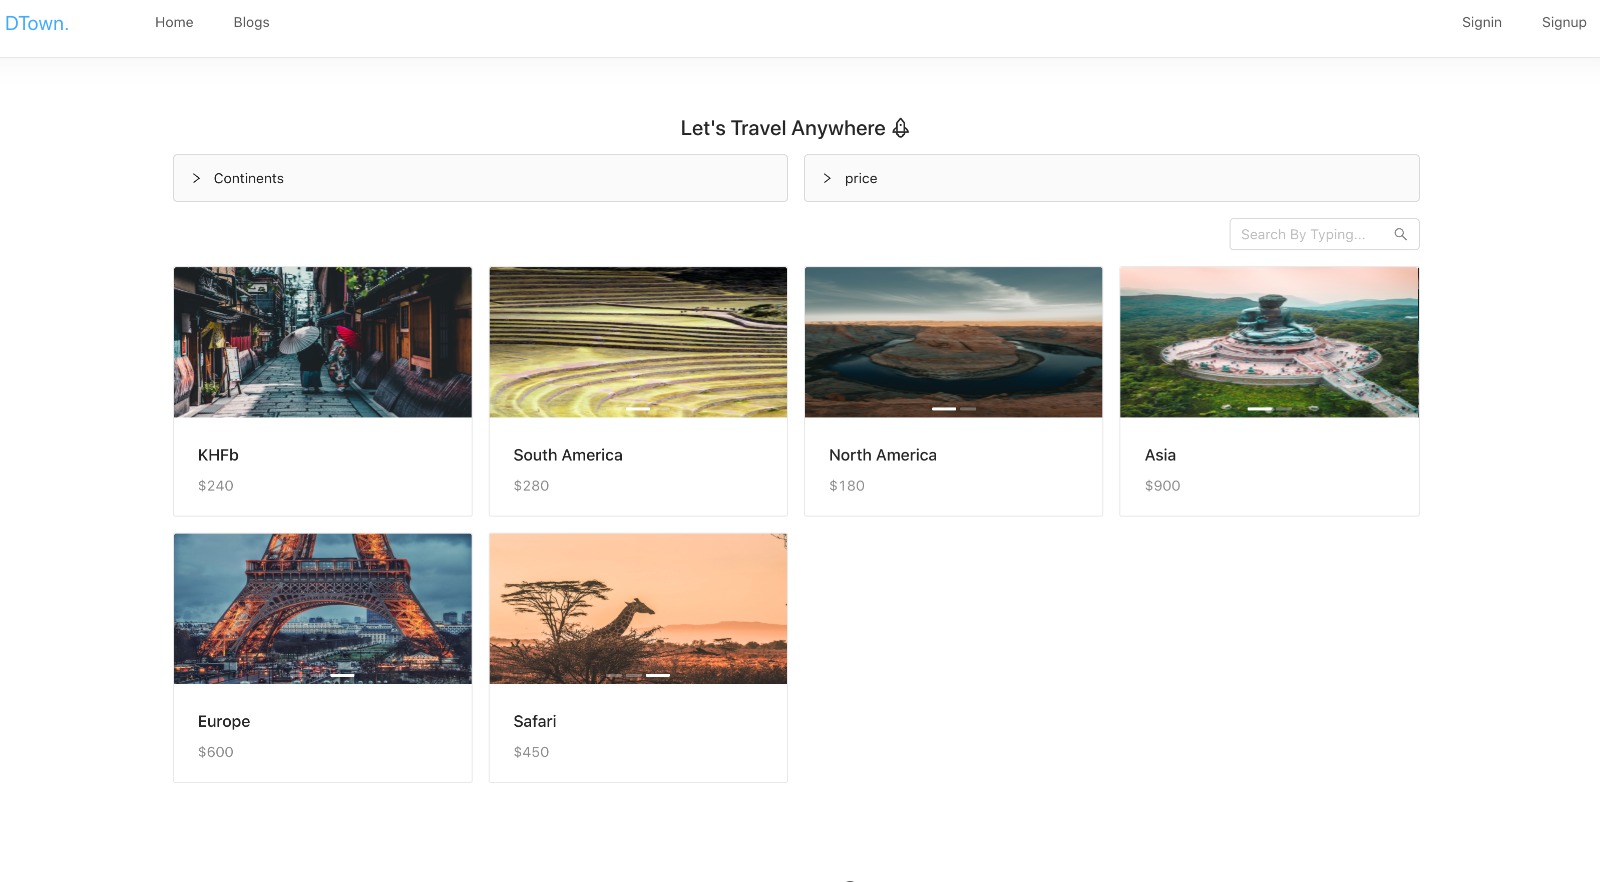 DTown.
Home
Blogs
Signin
Signup
Let's Travel Anywhere
Continents
price
Search By Typing...
KHFb
$240
South America
$280
North America
$180
Asia
$900
Europe
$600
Safari
$450